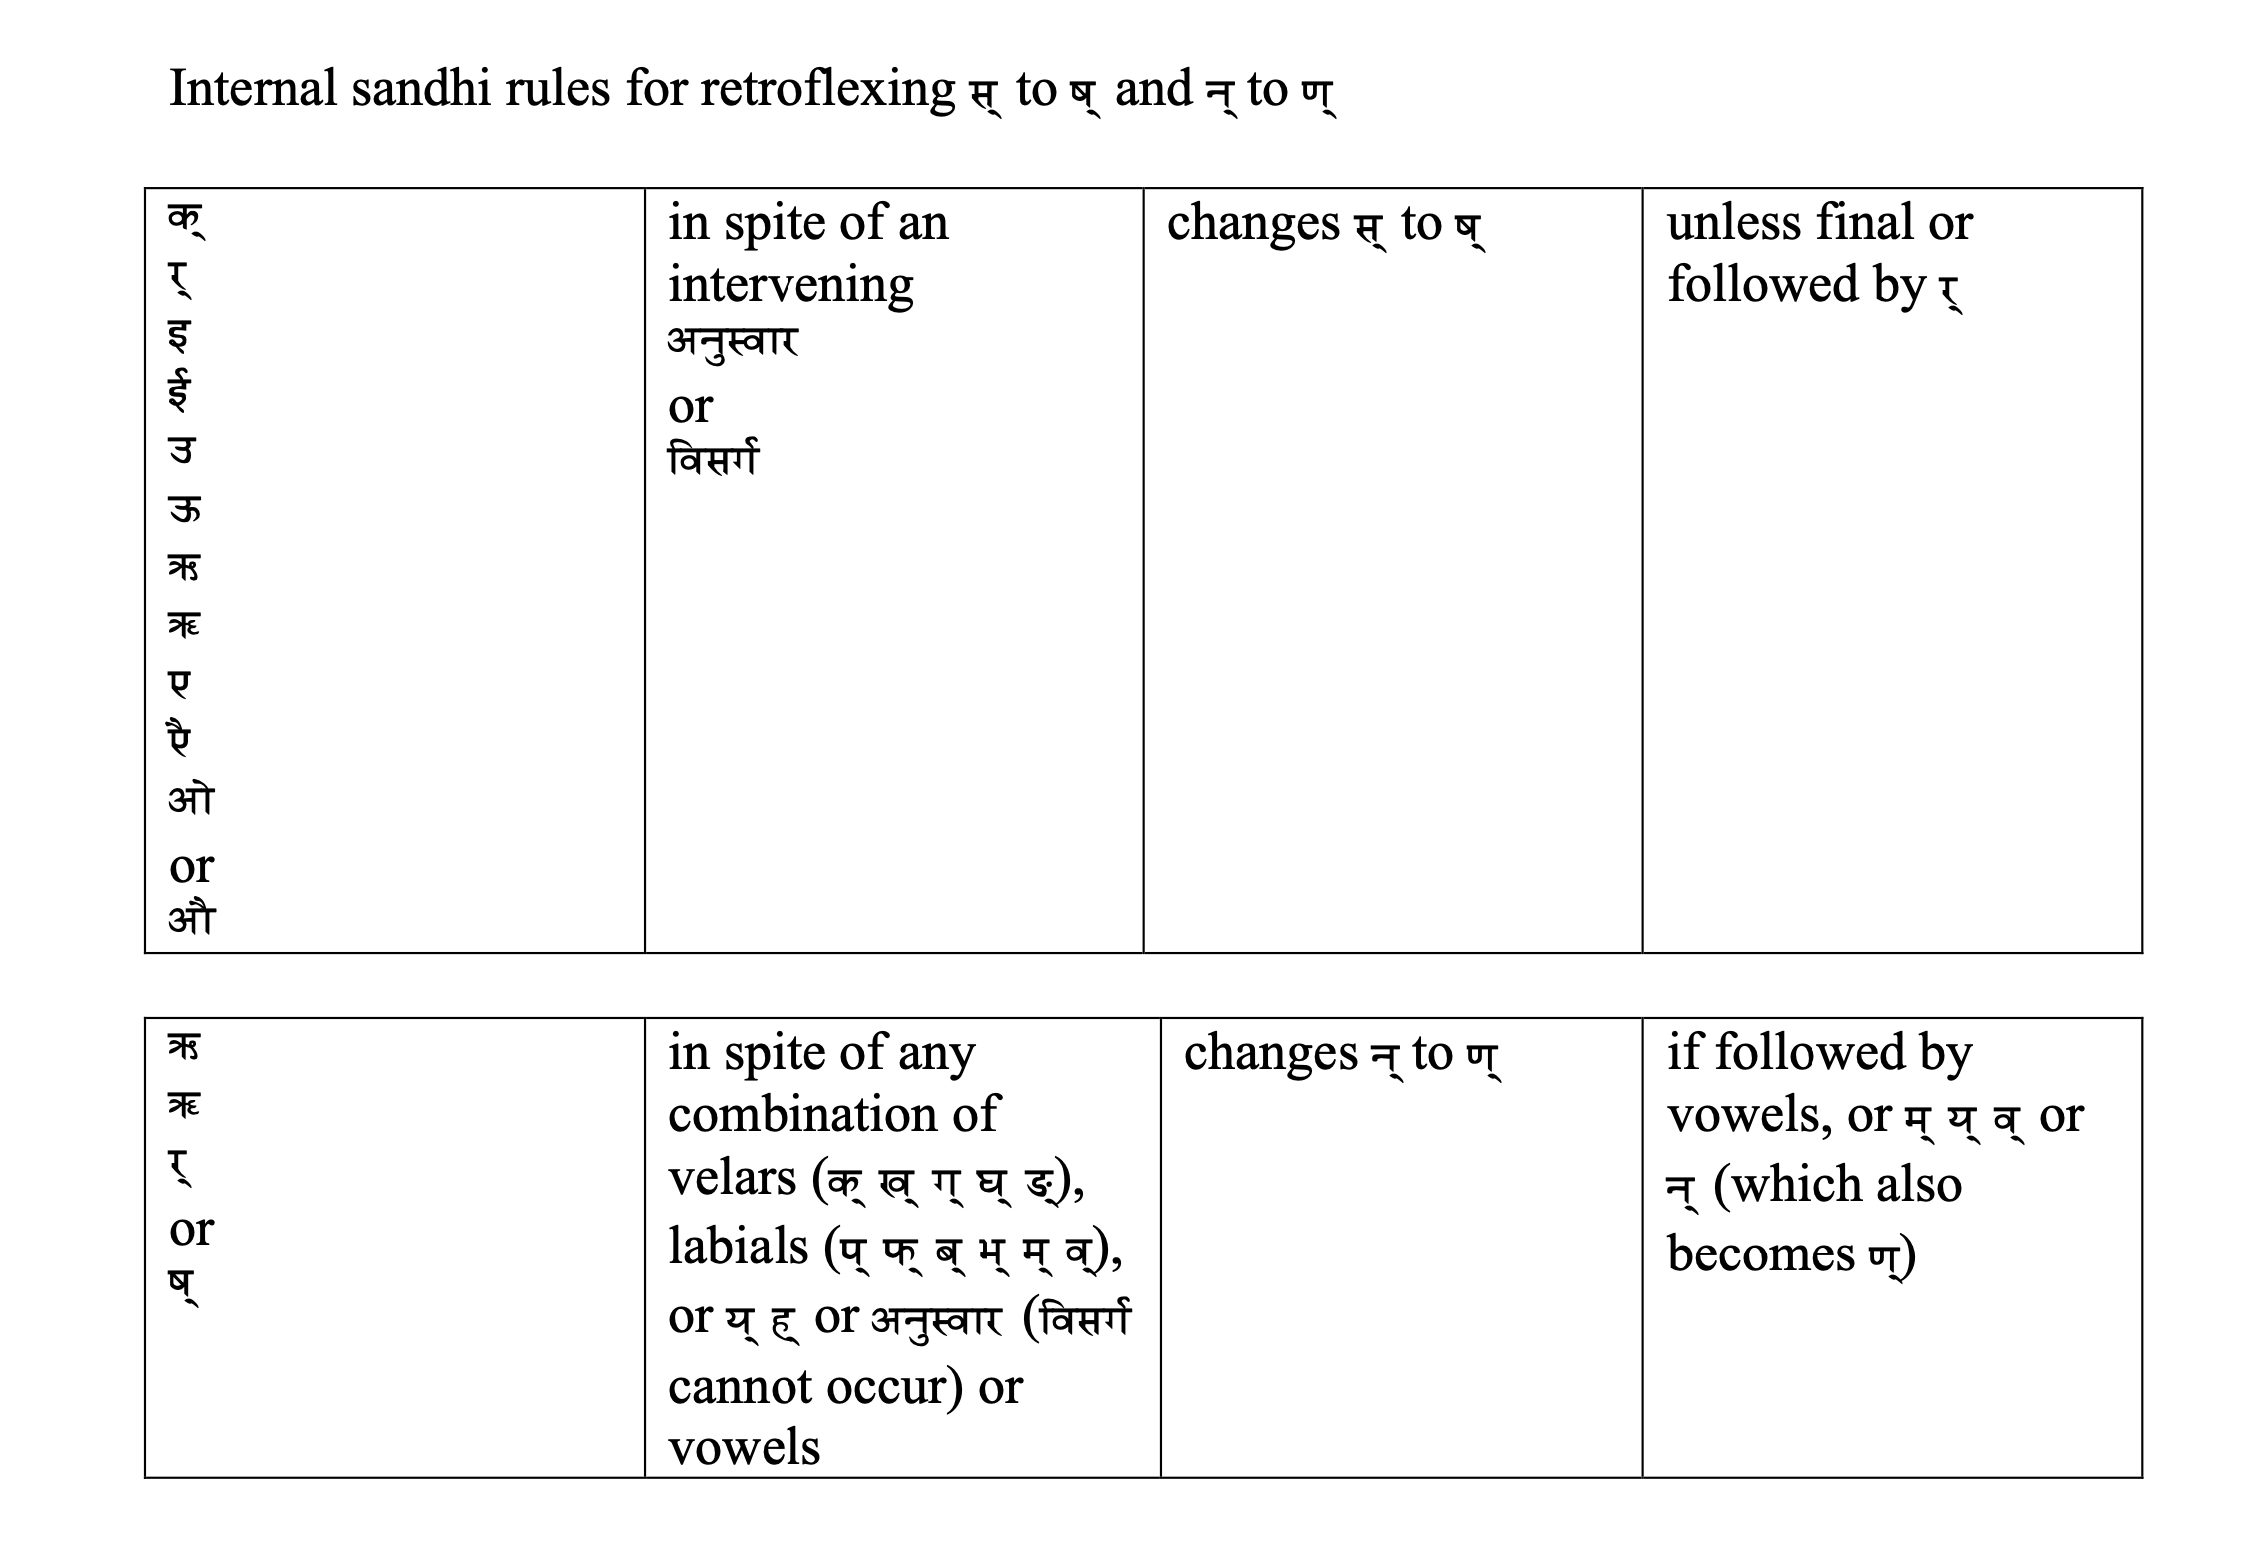 Internal sandhi rules for retroflexing स् to ष् and न् to ण्
क्
र्
इ
ई
उ
ऊ
ऋ
ॠ
ए
ऐ
ओ
or
औ
in spite of an
intervening
अनुस्वार
or
विसर्ग
changes स् to ष्
unless final or
followed by र्
ऋ
ॠ
र्
or
ष्
in spite of any
combination of
velars (क् ख् ग् घ् ङ्),
labials (प् फ् ब् भ् म् व्),
or य् ह् or अनुस्वार (विसर्ग
cannot occur) or
vowels
changes न् to ण्
if followed by
vowels, or म् य् व् or
न् (which also
becomes ण्)